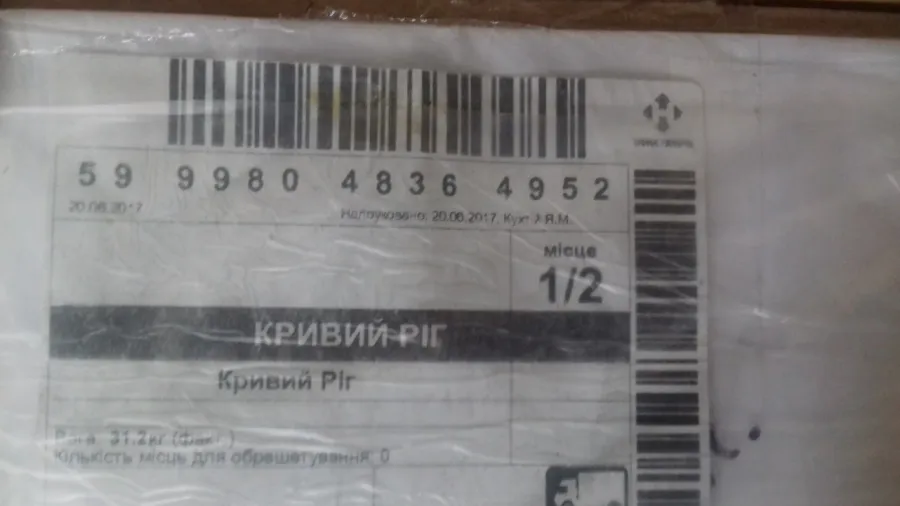 59 9980 4836 4952
20.06.2017
Надруковано: 20.06.2017, Я.М.
місце
1/2
КРИВИЙ РІГ
Кривий Ріг
Вага: 31.2кг (факт.)
Кількість місць для обрешетування: 0